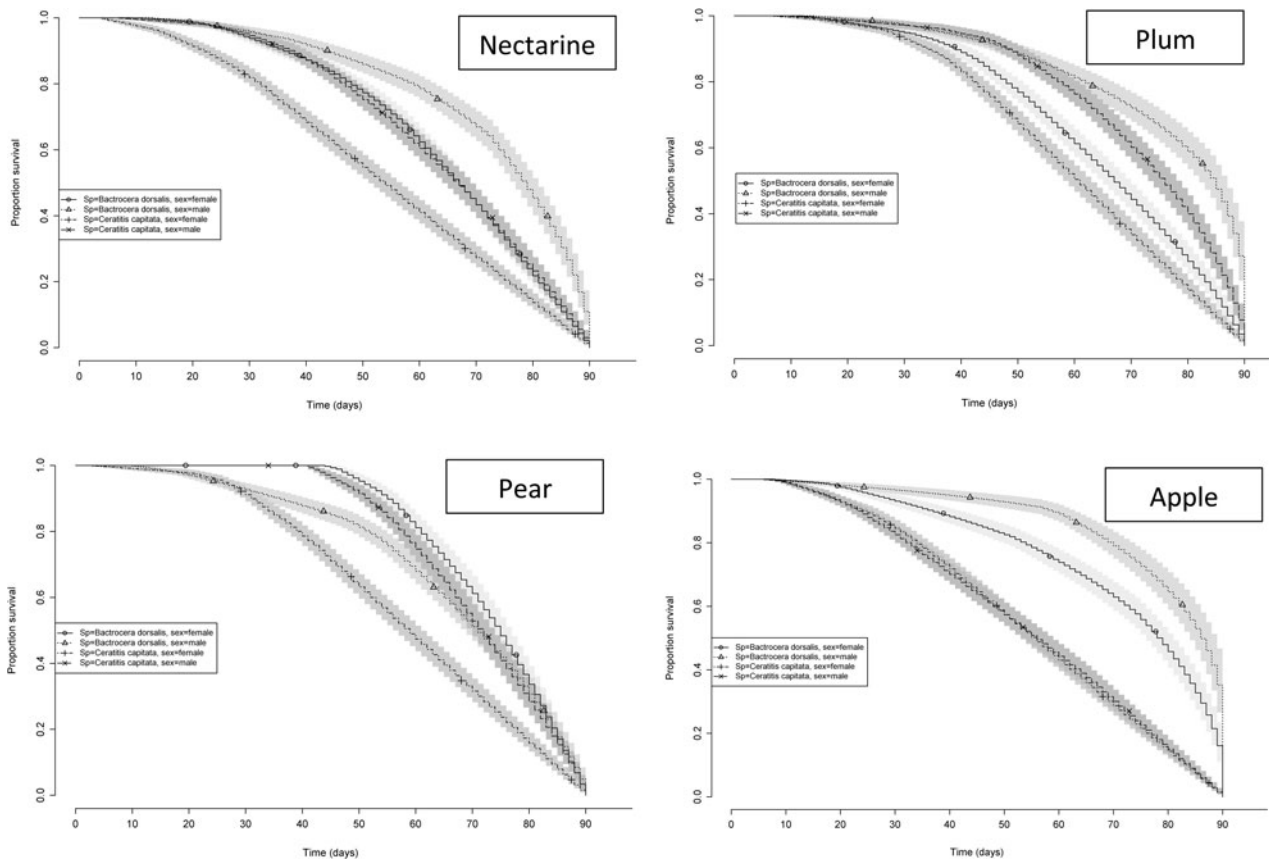 Nectarine
1.0
0.8
0.6
0.4
0.2
0.0
Proportion survival
Sp=Bactrocera dorsalis, sex=female
Sp=Bactrocera dorsalis, sex=male
Sp=Ceratitis capitata, sex=female
Sp=Ceratitis capitata, sex=male
0 10 20 30 40 50 60 70 80 90
Time (days)
Plum
1.0
0.8
0.6
0.4
0.2
0.0
Proportion survival
Sp=Bactrocera dorsalis, sex=female
Sp=Bactrocera dorsalis, sex=male
Sp=Ceratitis capitata, sex=female
Sp=Ceratitis capitata, sex=male
0 10 20 30 40 50 60 70 80 90
Time (days)
Pear
1.0
0.8
0.6
0.4
0.2
0.0
Proportion survival
Sp=Bactrocera dorsalis, sex=female
Sp=Bactrocera dorsalis, sex=male
Sp=Ceratitis capitata, sex=female
Sp=Ceratitis capitata, sex=male
0 10 20 30 40 50 60 70 80 90
Time (days)
Apple
1.0
0.8
0.6
0.4
0.2
0.0
Proportion survival
Sp=Bactrocera dorsalis, sex=female
Sp=Bactrocera dorsalis, sex=male
Sp=Ceratitis capitata, sex=female
Sp=Ceratitis capitata, sex=male
0 10 20 30 40 50 60 70 80 90
Time (days)